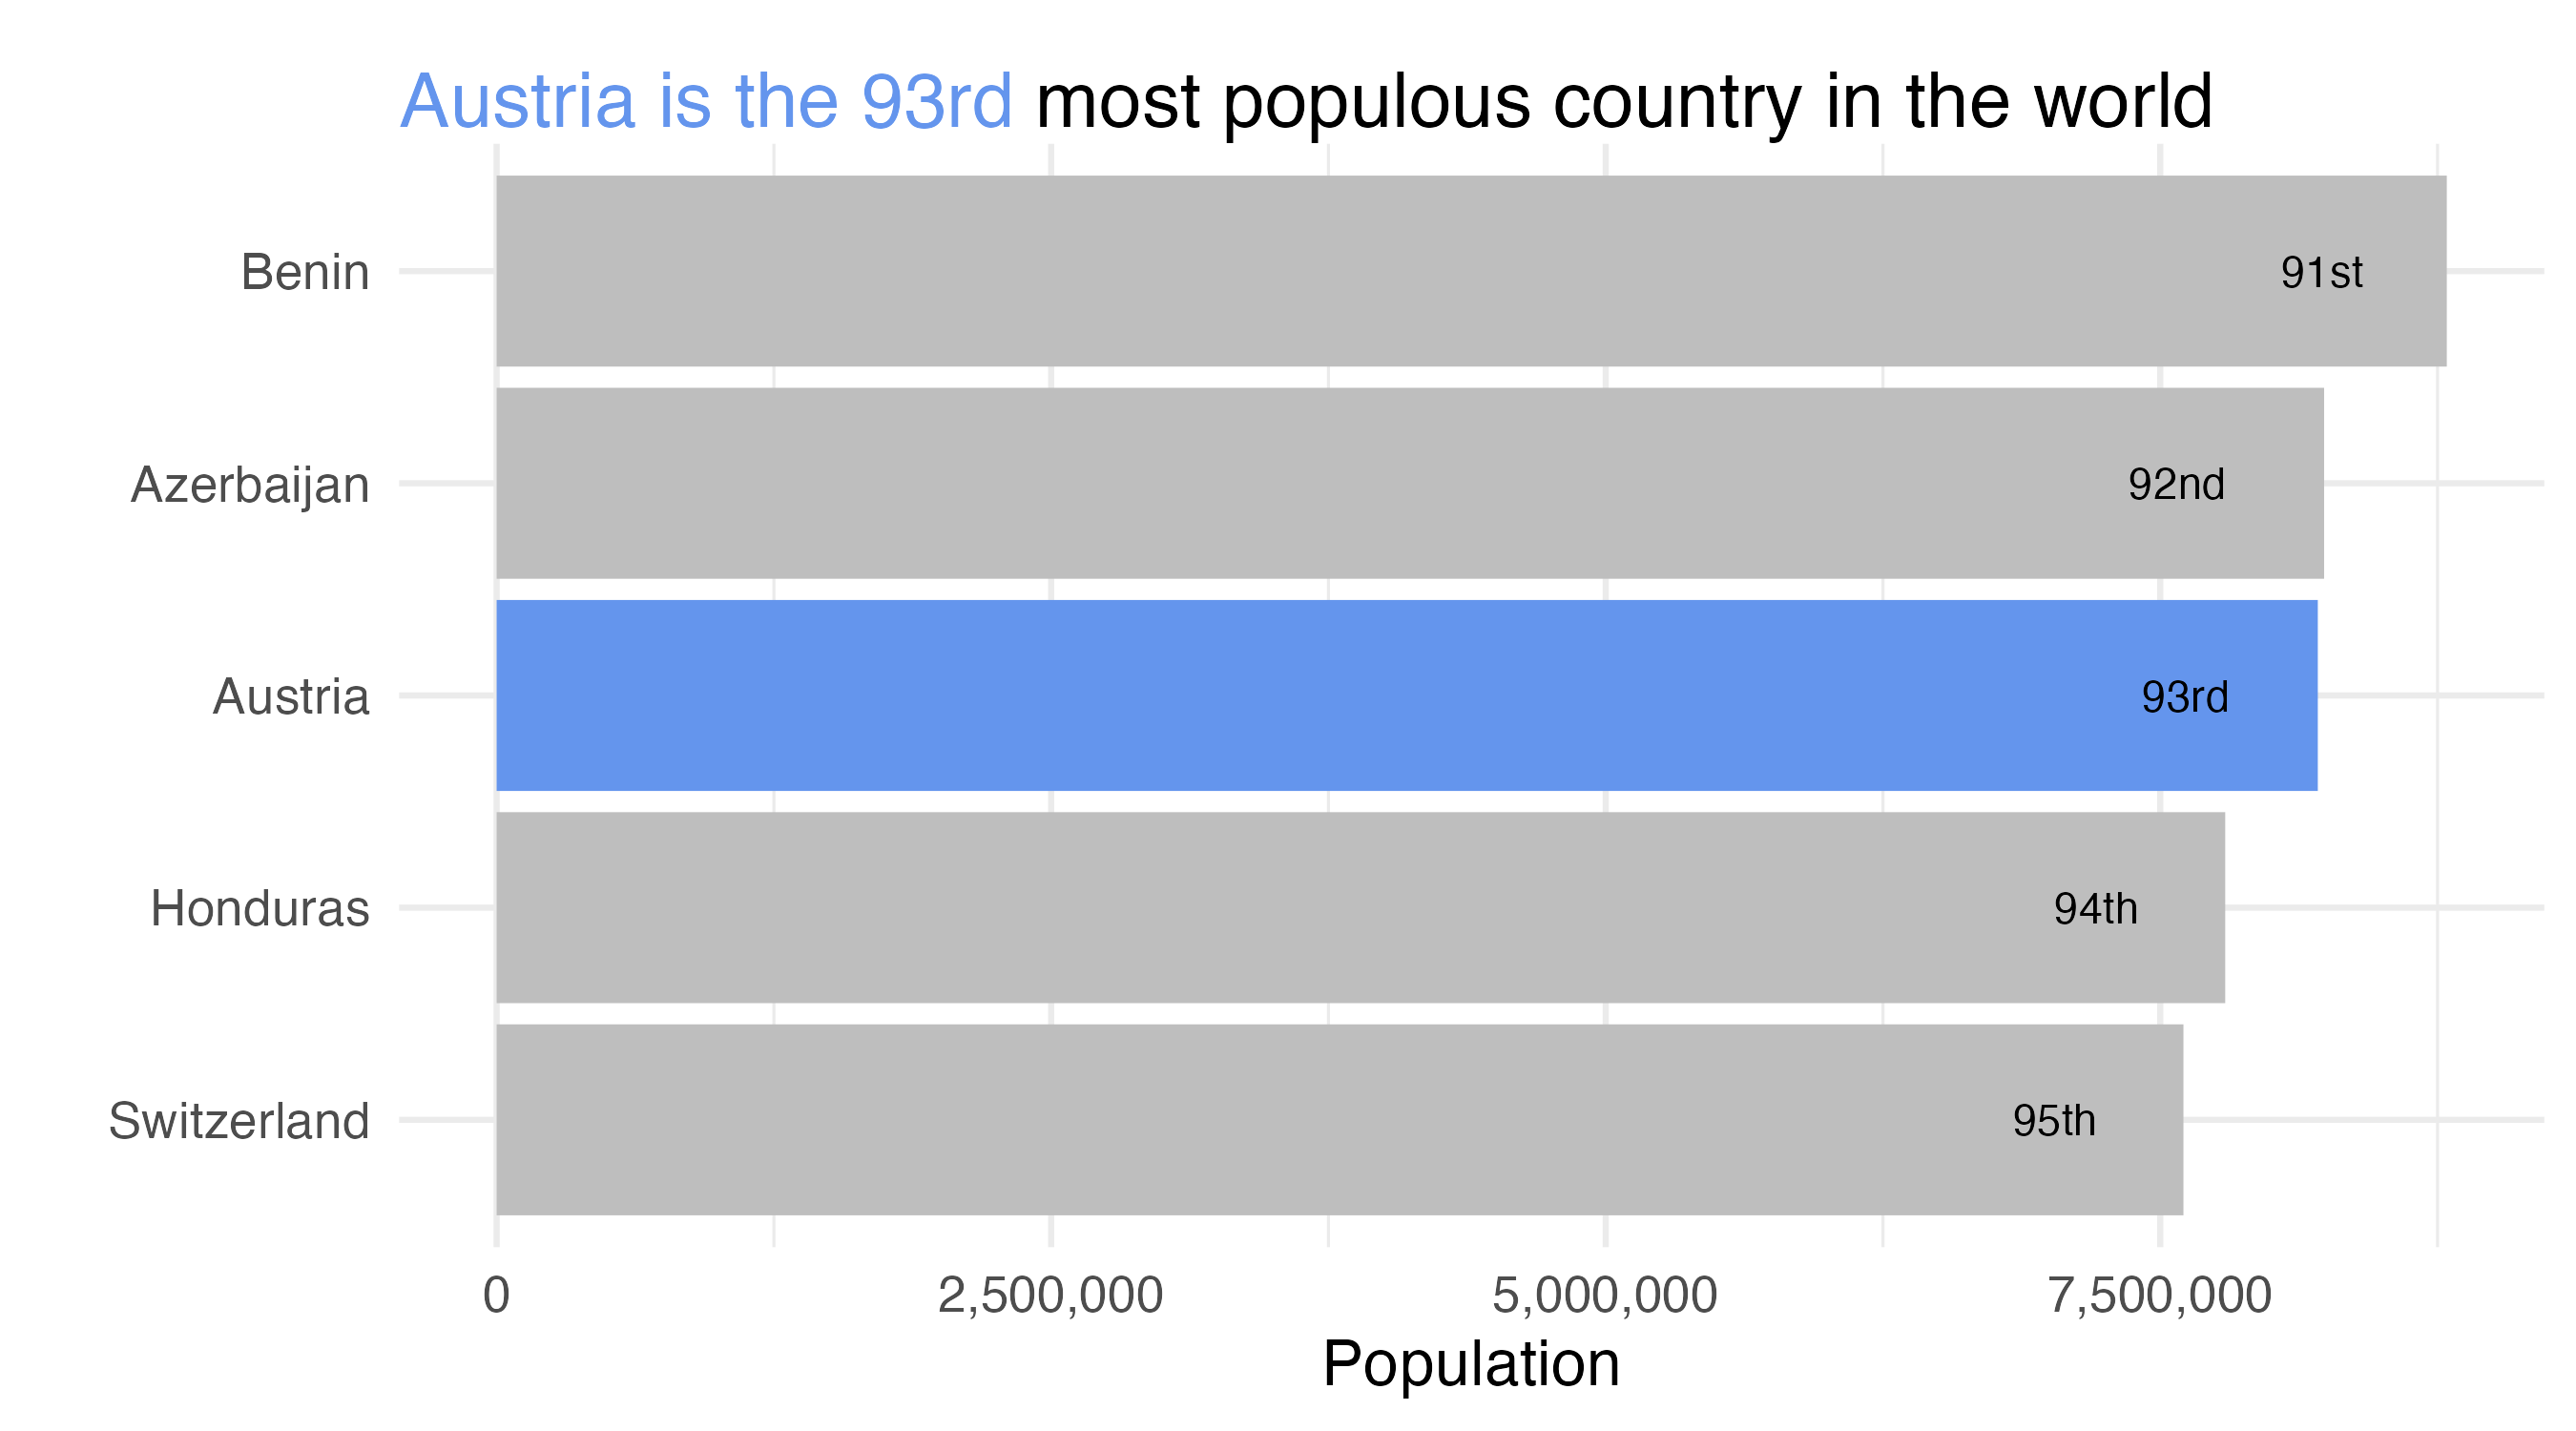 Austria is the 93rd most populous country in the world
Benin 91st
Azerbaijan 92nd
Austria 93rd
Honduras 94th
Switzerland 95th
0 2,500,000 5,000,000 7,500,000
Population